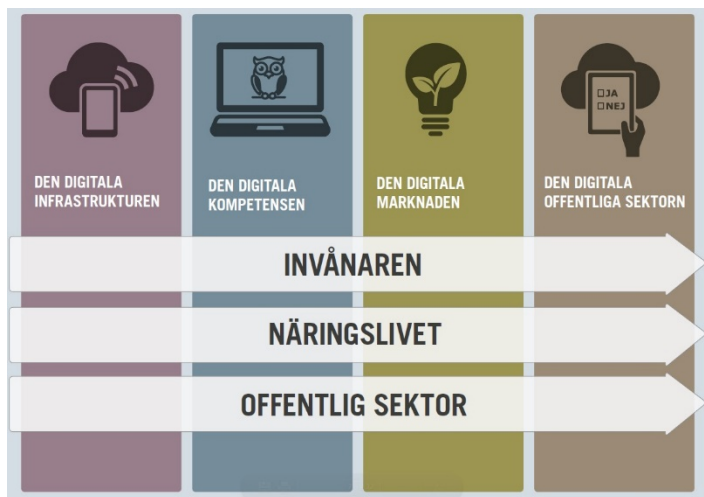 JA
NEJ
DEN DIGITALA
INFRASTRUKTUREN
DEN DIGITALA
KOMPETENSEN
DEN DIGITALA
MARKNADEN
DEN DIGITALA
OFFENTLIGA SEKTORN
INVÅNAREN
NÄRINGSLIVET
OFFENTLIG SEKTOR